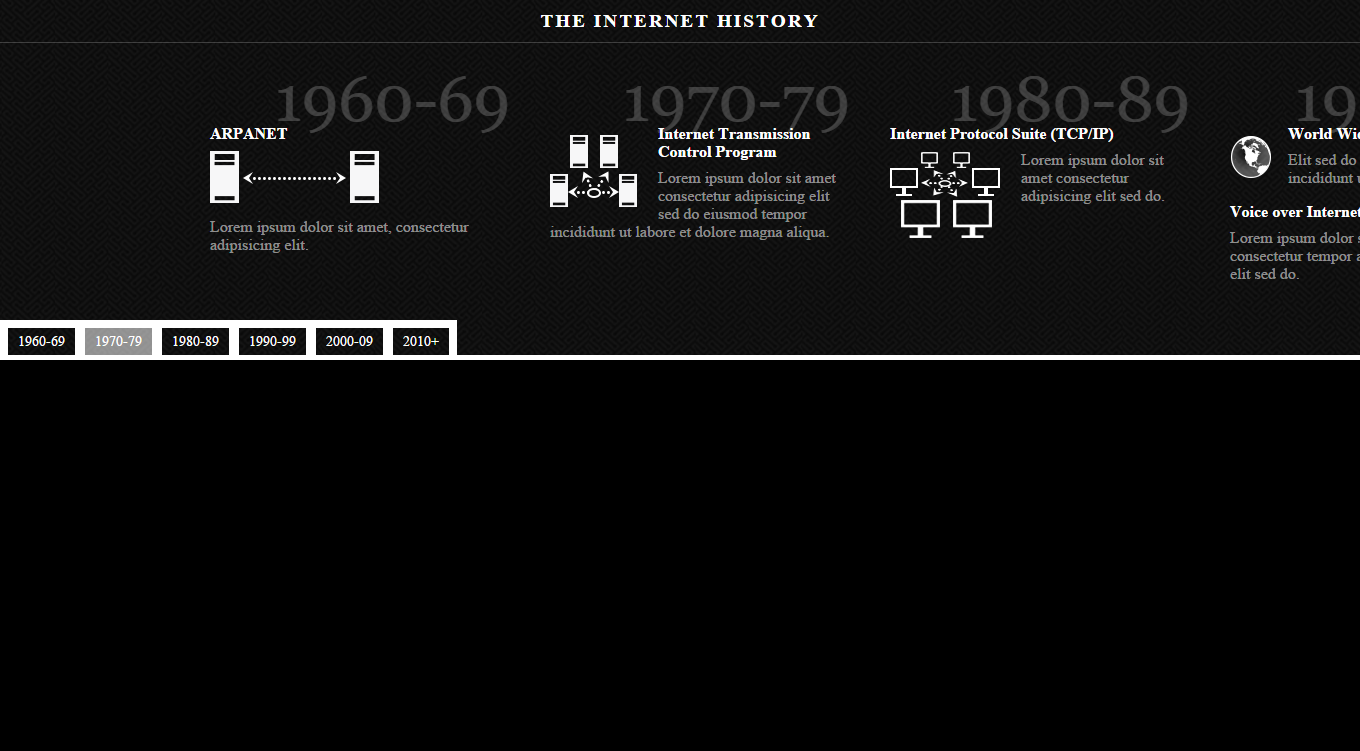 THE INTERNET HISTORY
1960-69
ARPANET
Lorem ipsum dolor sit amet, consectetur
adipisicing elit.
1970-79
Internet Transmission
Control Program
Lorem ipsum dolor sit amet
consectetur adipisicing elit
sed do eiusmod tempor
incididunt ut labore et dolore magna aliqua.
1980-89
Internet Protocol Suite (TCP/IP)
Lorem ipsum dolor sit
amet consectetur
adipisicing elit sed do.
19
World
Elit sed do
incididunt
Voice over Internet
Lorem ipsum dolor
consectetur tempor
elit sed do.
1960-69 1970-79 1980-89 1990-99 2000-09 2010+